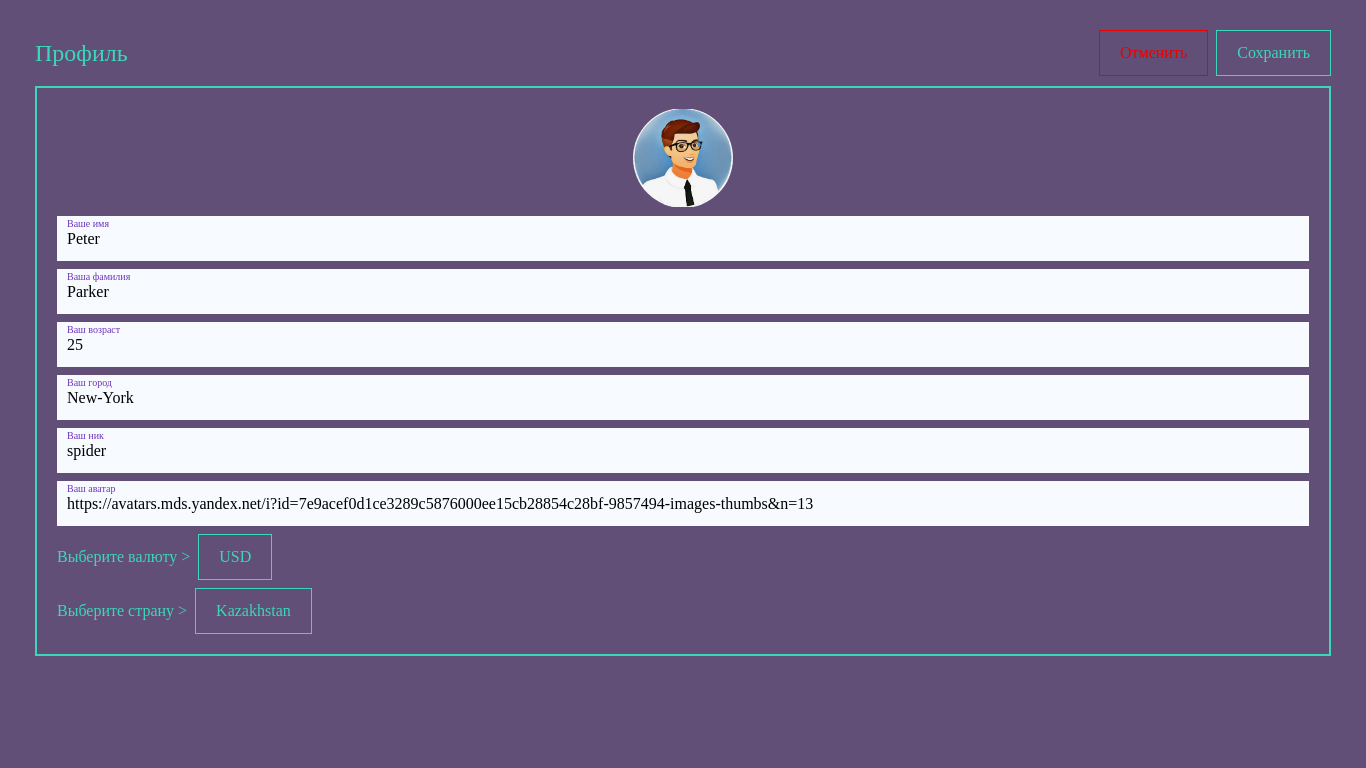 Профиль
Отменить
Сохранить
Ваше имя
Peter
Ваша фамилия
Parker
Ваш возраст
25
Ваш город
New-York
Ваш ник
spider
Ваш аватар
https://avatars.mds.yandex.net/i?id=7e9acef0d1ce3289c5876000ee15cb28854c28bf-9857494-images-thumbs&n=13
Выберите валюту > USD
Выберите страну > Kazakhstan